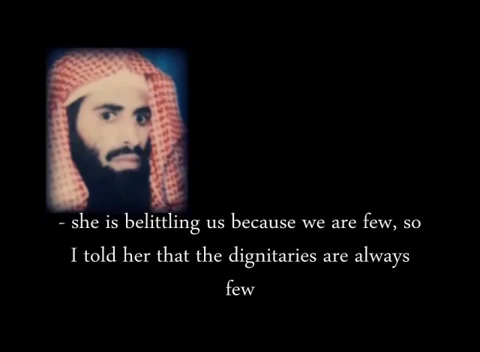 - she is belittling us because we are few, so
I told her that the dignitaries are always
few